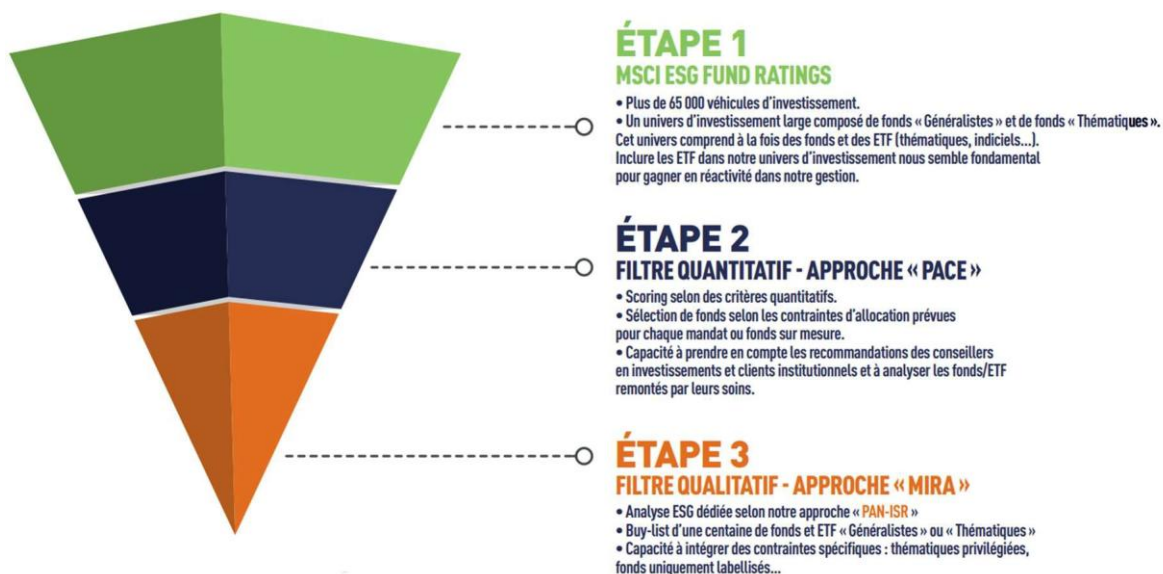 ÉTAPE 1
MSCI ESG FUND RATINGS
• Plus de 65 000 véhicules d'investissement.
• Un univers d'investissement large composé de fonds « Généralistes » et de fonds « Thématiques ».
Cet univers comprend à la fois des fonds et des ETF (thématiques, indiciels...).
Inclure les ETF dans notre univers d'investissement nous semble fondamental
pour gagner en réactivité dans notre gestion.
ÉTAPE 2
FILTRE QUANTITATIF - APPROCHE « PACE »
• Scoring selon des critères quantitatifs.
• Sélection de fonds selon les contraintes d'allocation prévues
pour chaque mandat ou fonds sur mesure.
• Capacité à prendre en compte les recommandations des conseillers
en investissements et clients institutionnels et à analyser les fonds/ETF
remontés par leurs soins.
ÉTAPE 3
FILTRE QUALITATIF - APPROCHE « MIRA »
• Analyse ESG dédiée selon notre approche « PAN-ISR »
• Buy-list d'une centaine de fonds et ETF « Généralistes » ou « Thématiques »
• Capacité à intégrer des contraintes spécifiques : thématiques privilégiées,
fonds uniquement labellisés...